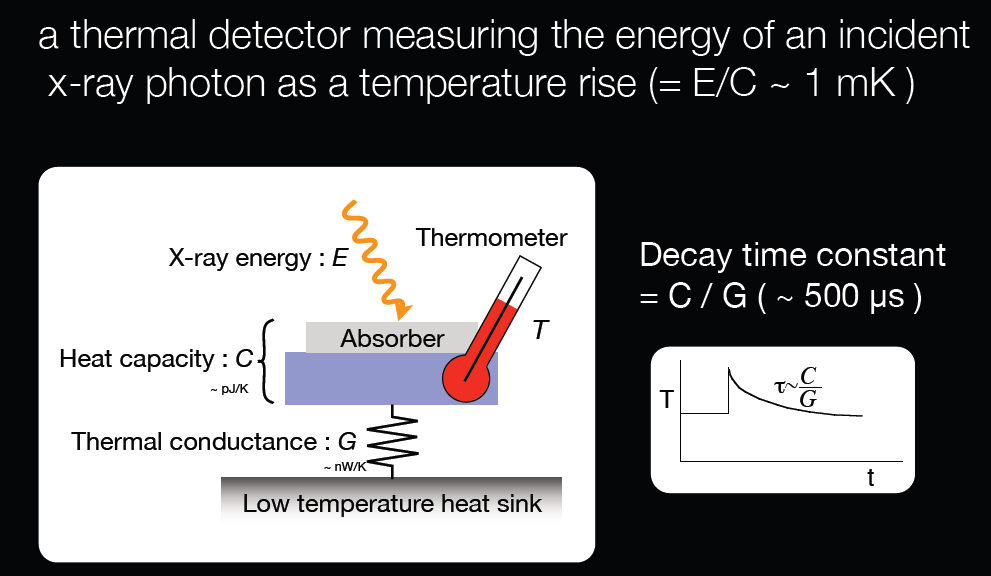 a thermal detector measuring the energy of an incident
x-ray photon as a temperature rise (= E/C ~ 1 mK )
Thermometer
X-ray energy : E
T
Absorber
Heat capacity : C
~ pJ/K
Thermal conductance : G
~ nW/K
Low temperature heat sink
Decay time constant
= C / G ( ~ 500 μs )
T
τ~C/G
t